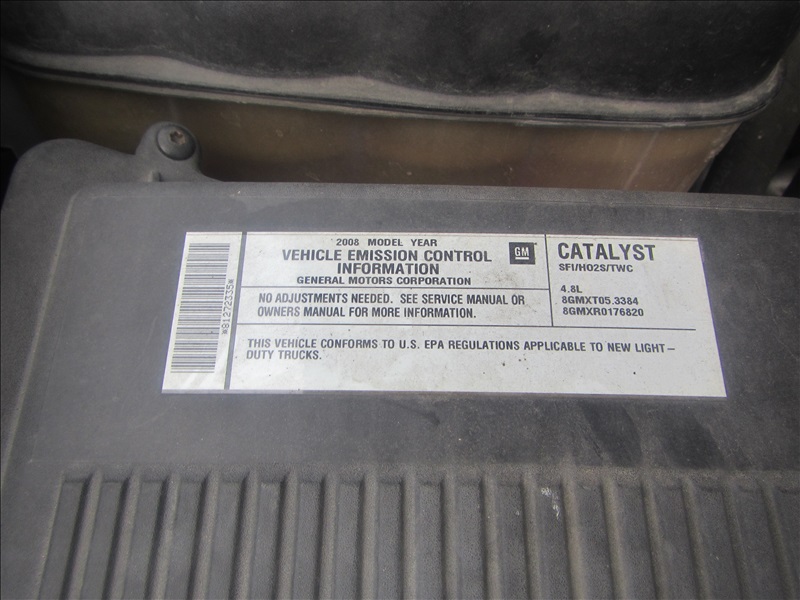 *81272335*
2008 MODEL YEAR
VEHICLE EMISSION CONTROL
INFORMATION
GENERAL MOTORS CORPORATION
GM
NO ADJUSTMENTS NEEDED. SEE SERVICE MANUAL OR
OWNERS MANUAL FOR MORE INFORMATION.
CATALYST
SFI/HO2S/TWC
4.8L
8GMXT05.3384
8GMXR0176820
THIS VEHICLE CONFORMS TO U.S. EPA REGULATIONS APPLICABLE TO NEW LIGHT-
DUTY TRUCKS.